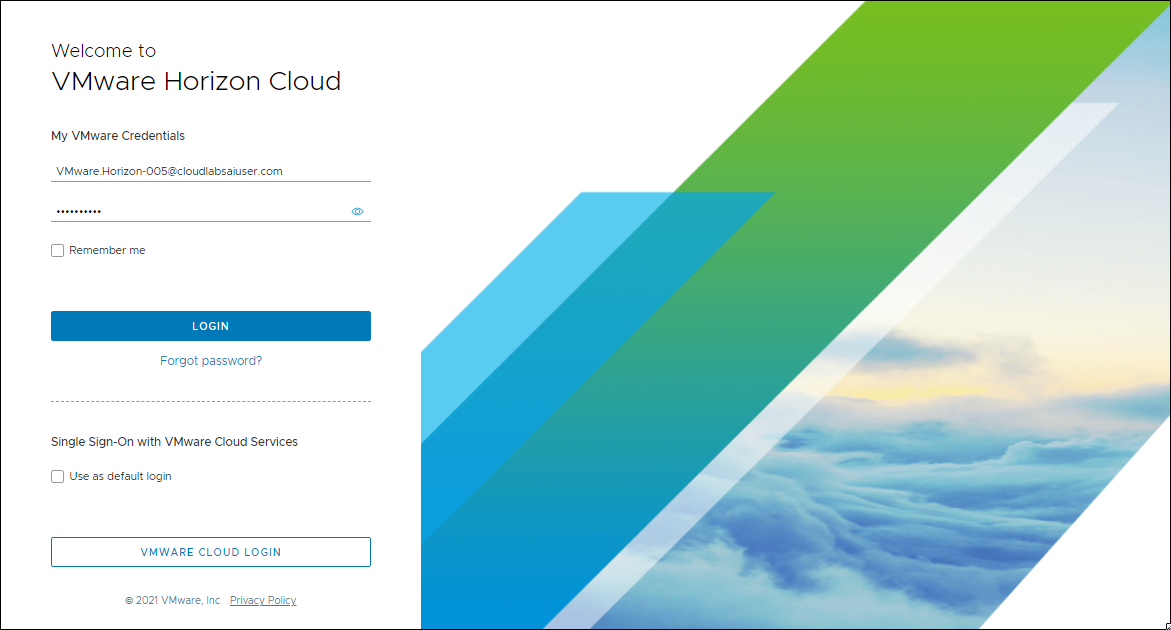 Welcome to
VMware Horizon Cloud
My VMware Credentials
VMware.Horizon-005@cloudlabsaiuser.com
••••••••••
Remember me
LOGIN
Forgot password?
Single Sign-On with VMware Cloud Services
Use as default login
VMWARE CLOUD LOGIN
© 2021 VMware, Inc Privacy Policy